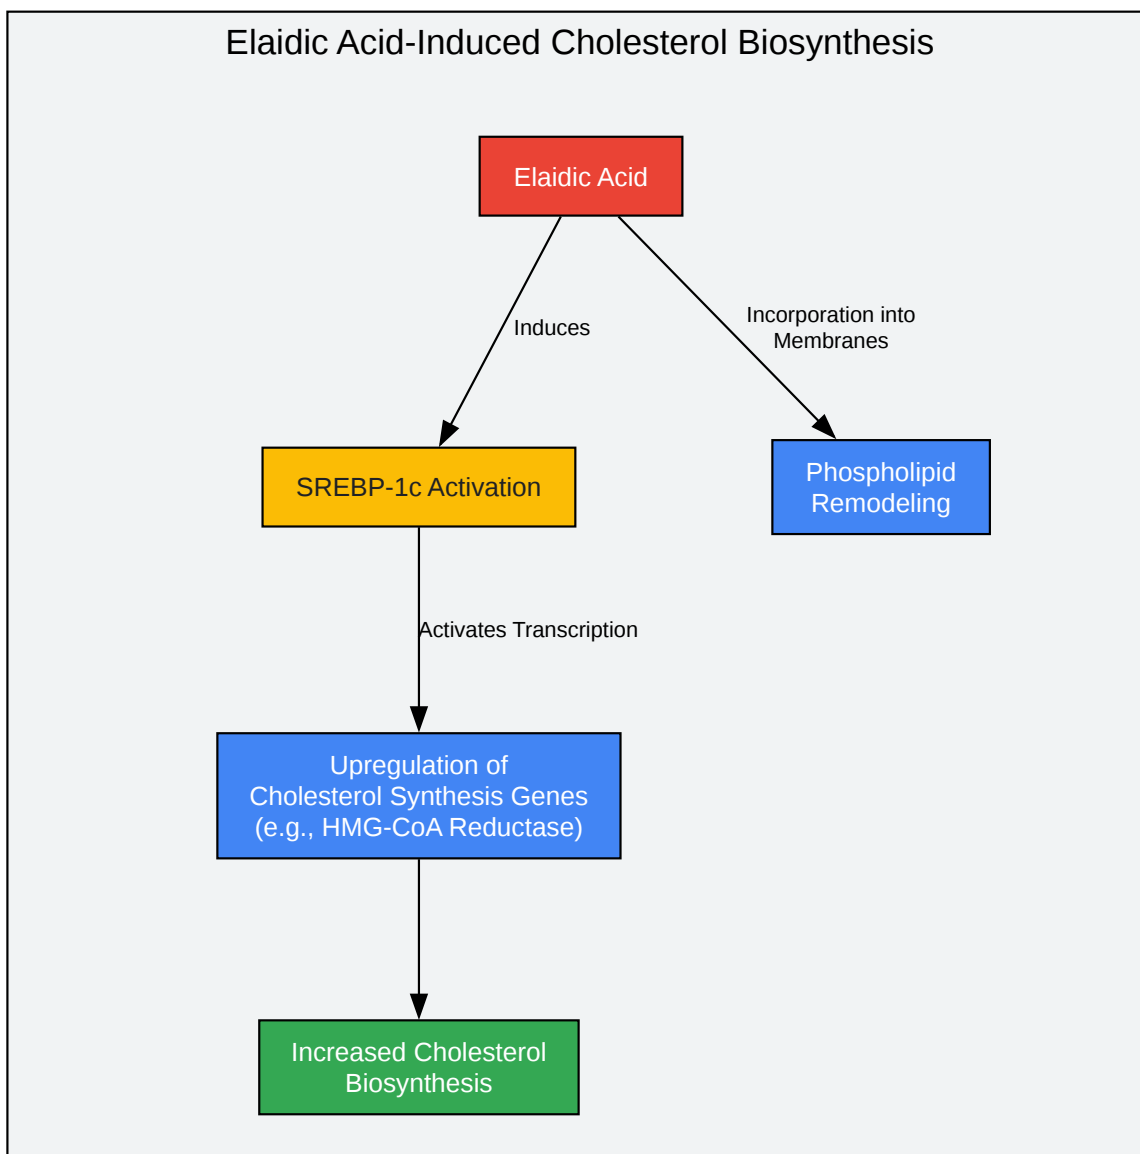 Elaidic Acid-Induced Cholesterol Biosynthesis
Elaidic Acid
Induces
Incorporation into
Membranes
SREBP-1c Activation
Phospholipid
Remodeling
Activates Transcription
Upregulation of
Cholesterol Synthesis Genes
(e.g., HMG-CoA Reductase)
Increased Cholesterol
Biosynthesis